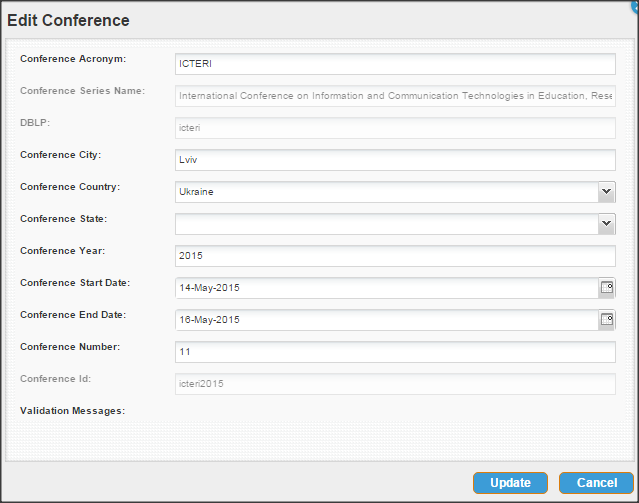 Edit Conference
Conference Acronym: ICTERI
Conference Series Name: International Conference on Information and Communication Technologies in Education, Rese
DBLP: icteri
Conference City: Lviv
Conference Country: Ukraine
Conference State:
Conference Year: 2015
Conference Start Date: 14-May-2015
Conference End Date: 16-May-2015
Conference Number: 11
Conference Id: icteri2015
Validation Messages:
Update Cancel